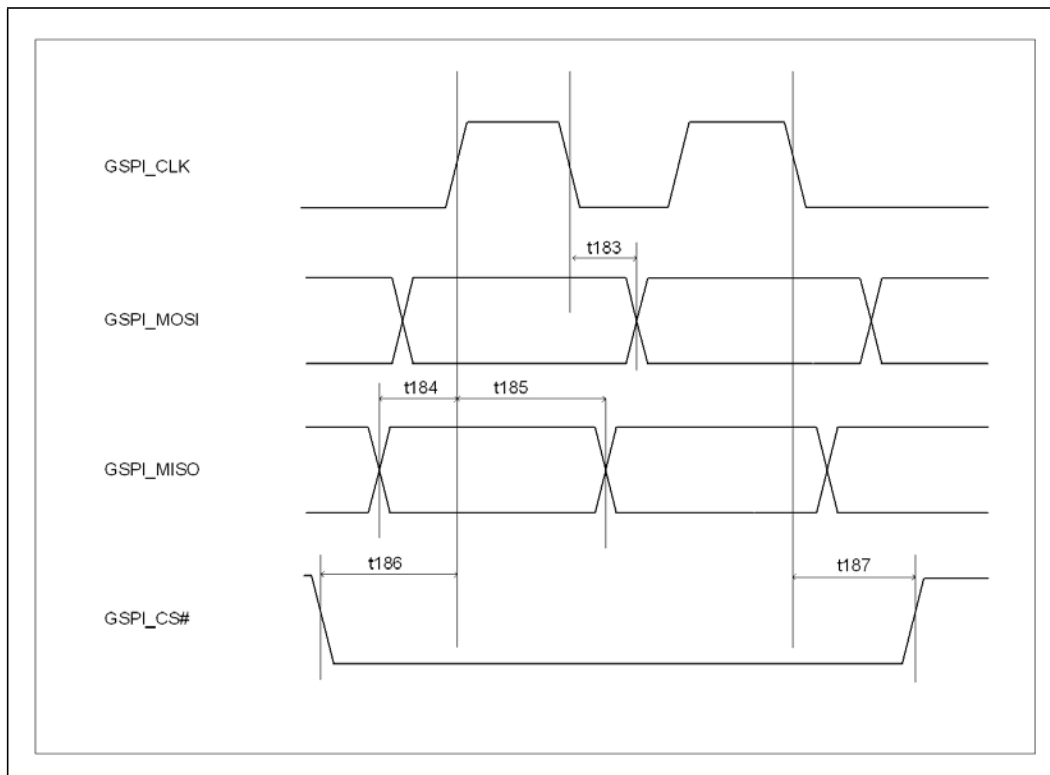 GSPI_CLK
t183
GSPI_MOSI
t184
t185
GSPI_MISO
t186
t187
GSPI_CS#